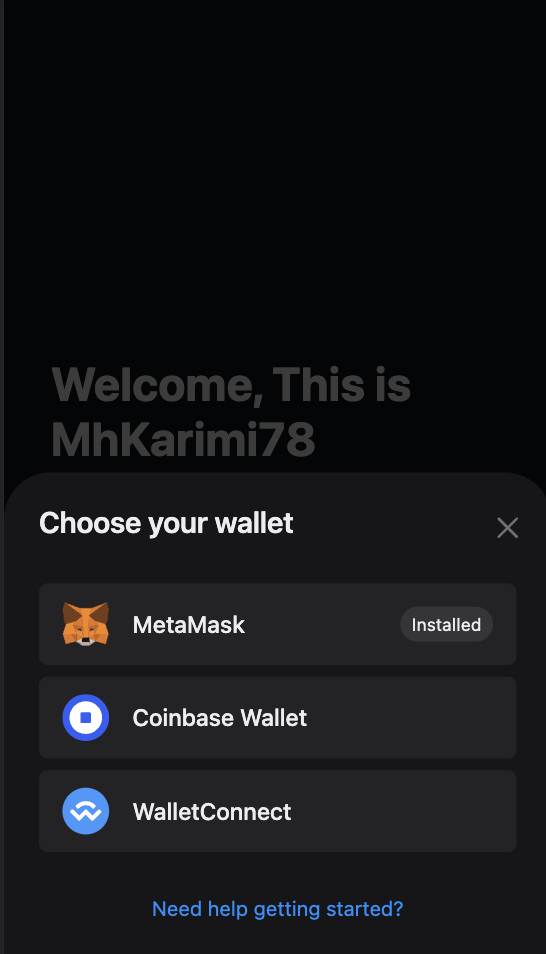 Welcome, This is
MhKarimi78
Choose your wallet
MetaMask
Installed
Coinbase Wallet
WalletConnect
Need help getting started?